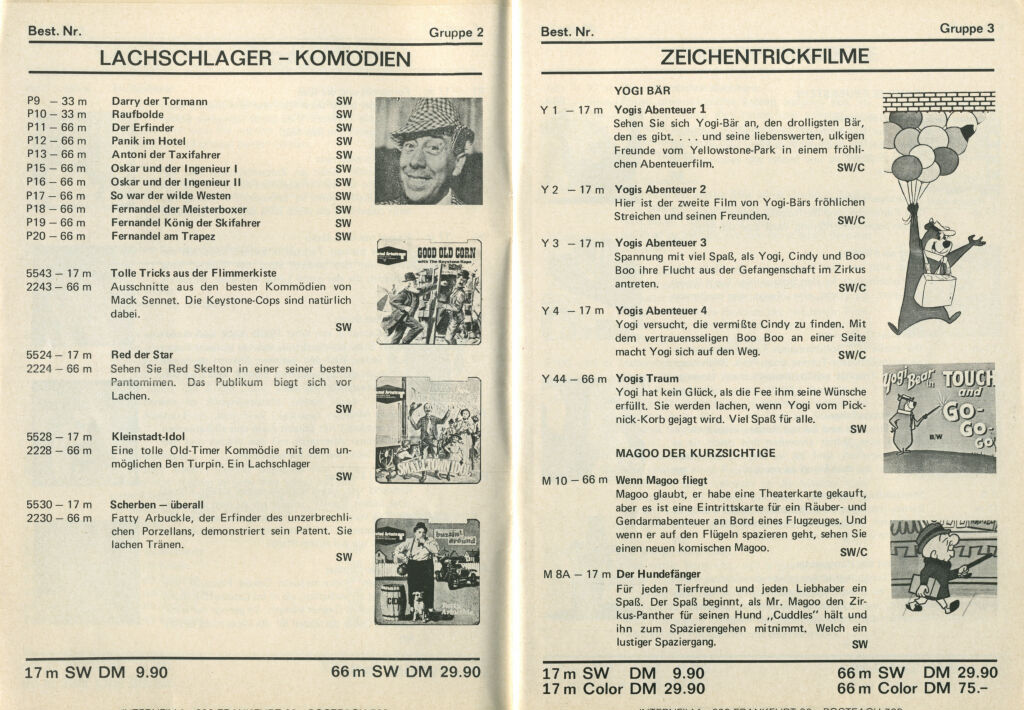 Best. Nr.
Gruppe 2
LACHSCHLAGER – KOMÖDIEN
P9 – 33 m Darry der Tormann SW
P10 – 33 m Raufbolde SW
P11 – 66 m Der Erfinder SW
P12 – 66 m Panik im Hotel SW
P13 – 66 m Antoni der Taxifahrer SW
P15 – 66 m Oskar und der Ingenieur I SW
P16 – 66 m Oskar und der Ingenieur II SW
P17 – 66 m So war der wilde Westen SW
P18 – 66 m Fernandel der Meisterboxer SW
P19 – 66 m Fernandel König der Skifahrer SW
P20 – 66 m Fernandel am Trapez SW
5543 – 17 m Tolle Tricks aus der Flimmerkiste
2243 – 66 m Ausschnitte aus den besten Kommödien von
Mack Sennet. Die Keystone-Cops sind natürlich
dabei.
SW
5524 – 17 m Red der Star
2224 – 66 m Sehen Sie Red Skelton in einer seiner besten
Pantomimen. Das Publikum biegt sich vor
Lachen.
SW
5528 – 17 m Kleinstadt-Idol
2228 – 66 m Eine tolle Old-Timer Kommödie mit dem un-
möglichen Ben Turpin. Ein Lachschlager
SW
5530 – 17 m Scherben – überall
2230 – 66 m Fatty Arbuckle, der Erfinder des unzerbrechli-
chen Porzellans, demonstriert sein Patent. Sie
lachen Tränen.
SW
GOOD OLD CORN
with The Keystone Kops
bustin' around
Fatty
Arbuckle
17 m SW DM 9.90
66 m SW DM 29.90
Best. Nr.
Gruppe 3
ZEICHENTRICKFILME
YOGI BÄR
Y 1 – 17 m Yogis Abenteuer 1
Sehen Sie sich Yogi-Bär an, den drolligsten Bär,
den es gibt. . . . und seine liebenswerten, ulkigen
Freunde vom Yellowstone-Park in einem fröhli-
chen Abenteuerfilm.
SW/C
Y 2 – 17 m Yogis Abenteuer 2
Hier ist der zweite Film von Yogi-Bärs fröhlichen
Streichen und seinen Freunden.
SW/C
Y 3 – 17 m Yogis Abenteuer 3
Spannung mit viel Spaß, als Yogi, Cindy und Boo
Boo ihre Flucht aus der Gefangenschaft im Zirkus
antreten.
SW/C
Y 4 – 17 m Yogis Abenteuer 4
Yogi versucht, die vermißte Cindy zu finden. Mit
dem vertrauensseligen Boo Boo an einer Seite
macht Yogi sich auf den Weg.
SW/C
Y 44 – 66 m Yogis Traum
Yogi hat kein Glück, als die Fee ihm seine Wünsche
erfüllt. Sie werden lachen, wenn Yogi vom Pick-
nick-Korb gejagt wird. Viel Spaß für alle.
SW
MAGOO DER KURZSICHTIGE
M 10 – 66 m Wenn Magoo fliegt
Magoo glaubt, er habe eine Theaterkarte gekauft,
aber es ist eine Eintrittskarte für ein Räuber- und
Gendarmabenteuer an Bord eines Flugzeuges. Und
wenn er auf den Flügeln spazieren geht, sehen Sie
einen neuen komischen Magoo.
SW/C
M 8A – 17 m Der Hundefänger
Für jeden Tierfreund und jeden Liebhaber ein
Spaß. Der Spaß beginnt, als Mr. Magoo den Zir-
kus-Panther für seinen Hund „Cuddles" hält und
ihn zum Spazierengehen mitnimmt. Welch ein
lustiger Spaziergang.
SW
Yogi Bear in TOUCH
and
GO-
GO-
GO
B/W
17 m SW DM 9.90
66 m SW DM 29.90
17 m Color DM 29.90
66 m Color DM 75.–